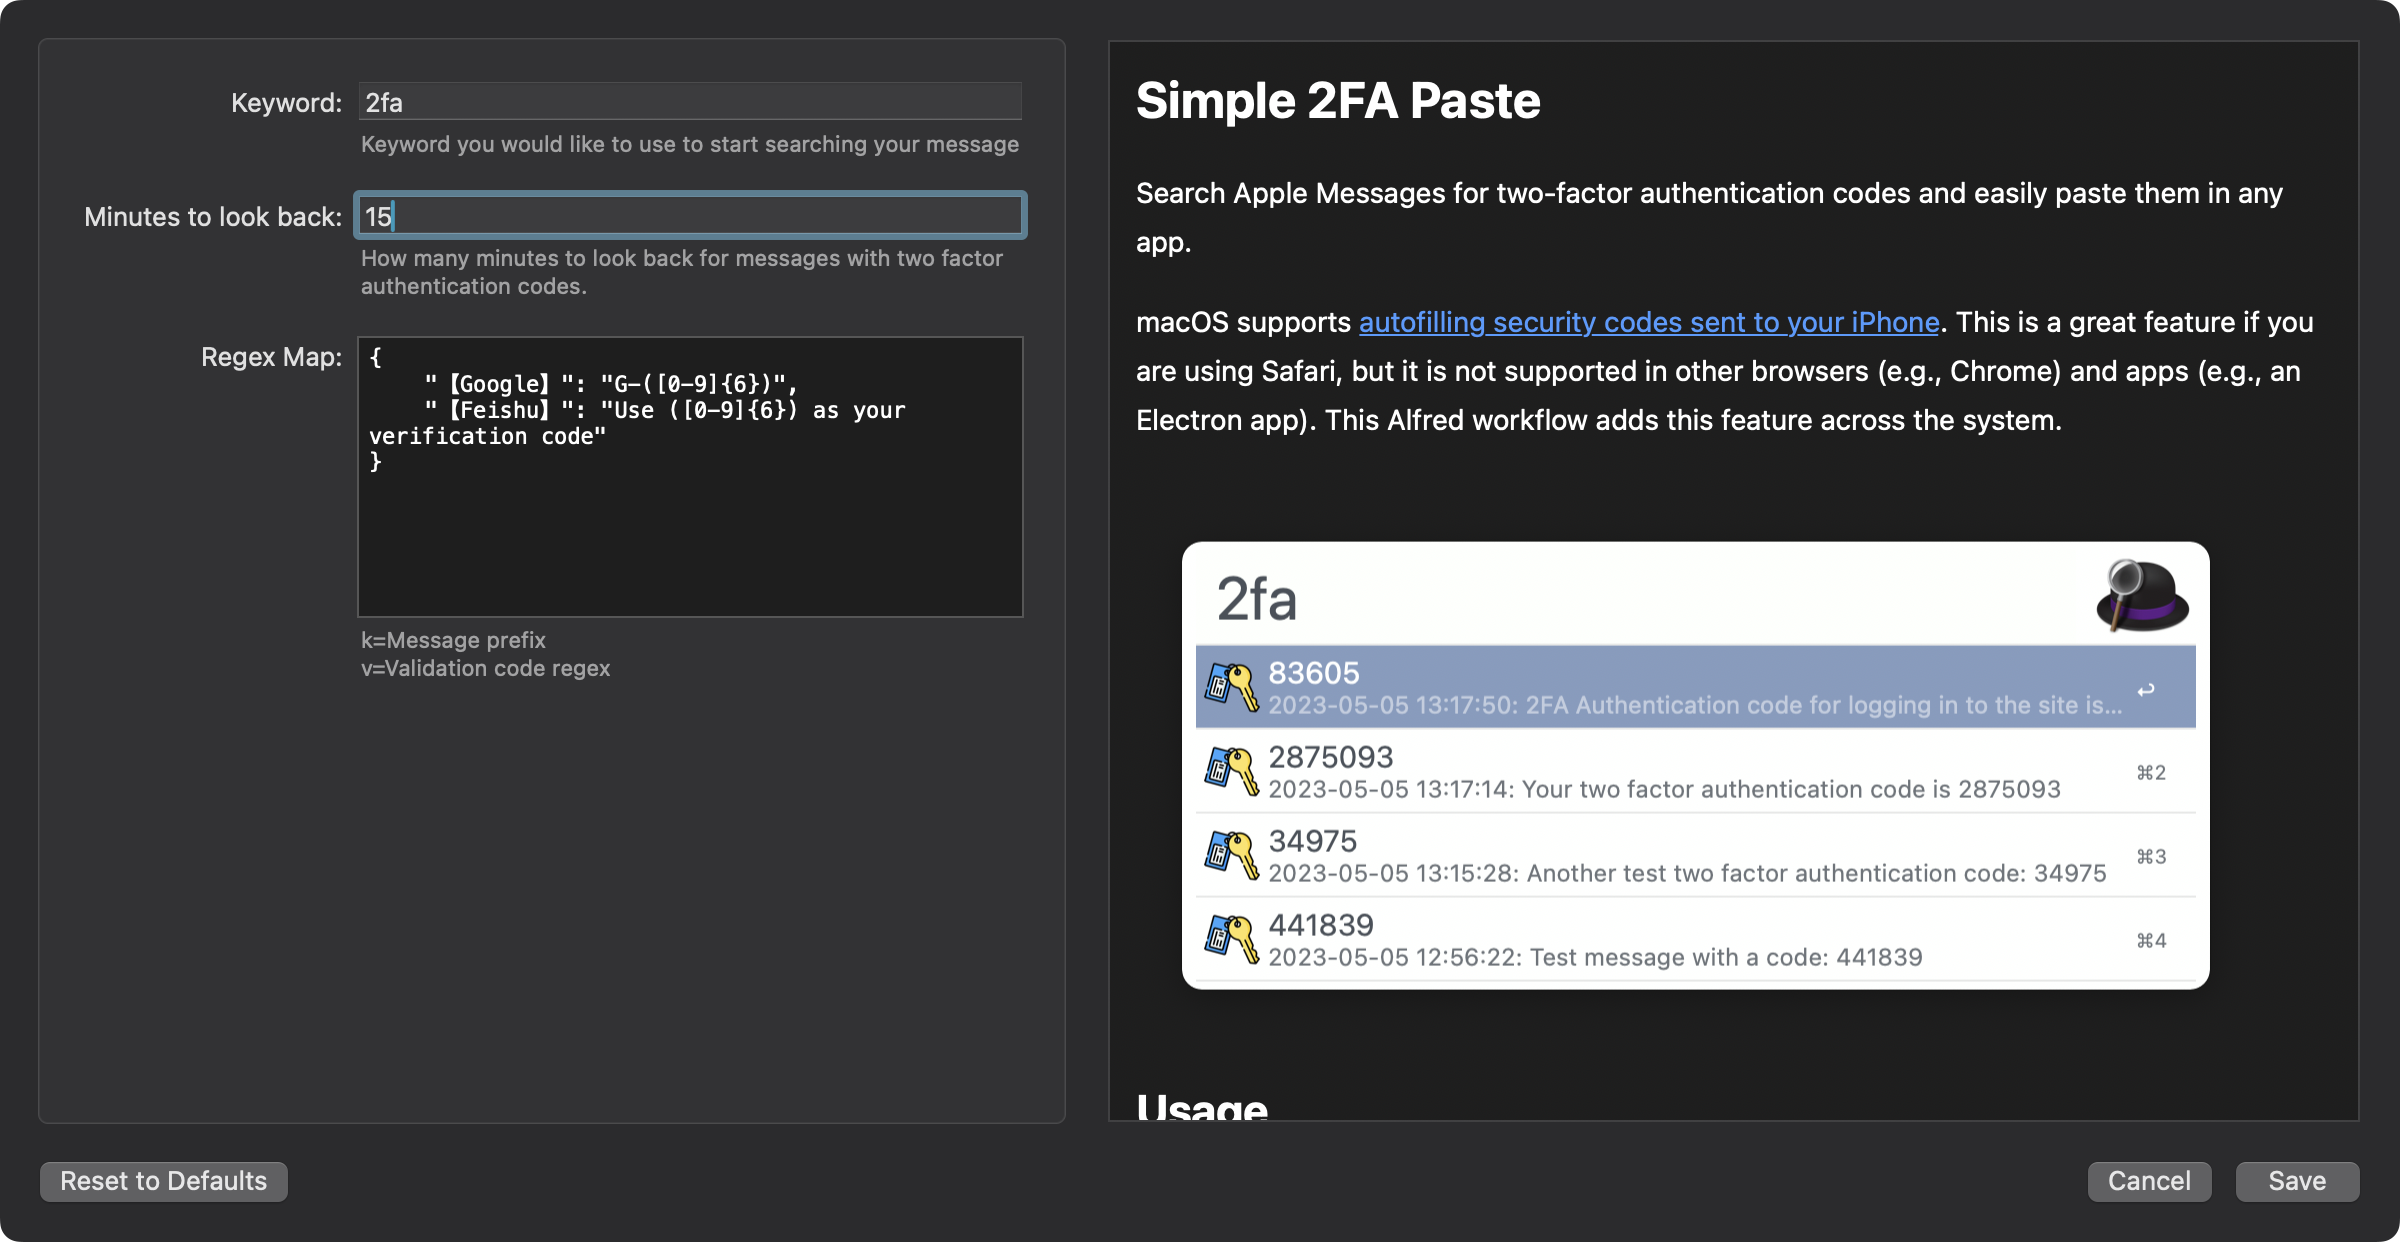 Keyword: 2fa
Keyword you would like to use to start searching your message
Minutes to look back: 15
How many minutes to look back for messages with two factor
authentication codes.
Regex Map: {
"【Google】": "G-([0-9]{6})",
"【Feishu】": "Use ([0-9]{6}) as your
verification code"
}
k=Message prefix
v=Validation code regex
Simple 2FA Paste
Search Apple Messages for two-factor authentication codes and easily paste them in any
app.
macOS supports autofilling security codes sent to your iPhone. This is a great feature if you
are using Safari, but it is not supported in other browsers (e.g., Chrome) and apps (e.g., an
Electron app). This Alfred workflow adds this feature across the system.
2fa
83605
2023-05-05 13:17:50: 2FA Authentication code for logging in to the site is... ↩
2875093
2023-05-05 13:17:14: Your two factor authentication code is 2875093 ⌘2
34975
2023-05-05 13:15:28: Another test two factor authentication code: 34975 ⌘3
441839
2023-05-05 12:56:22: Test message with a code: 441839 ⌘4
Usage
Reset to Defaults
Cancel
Save